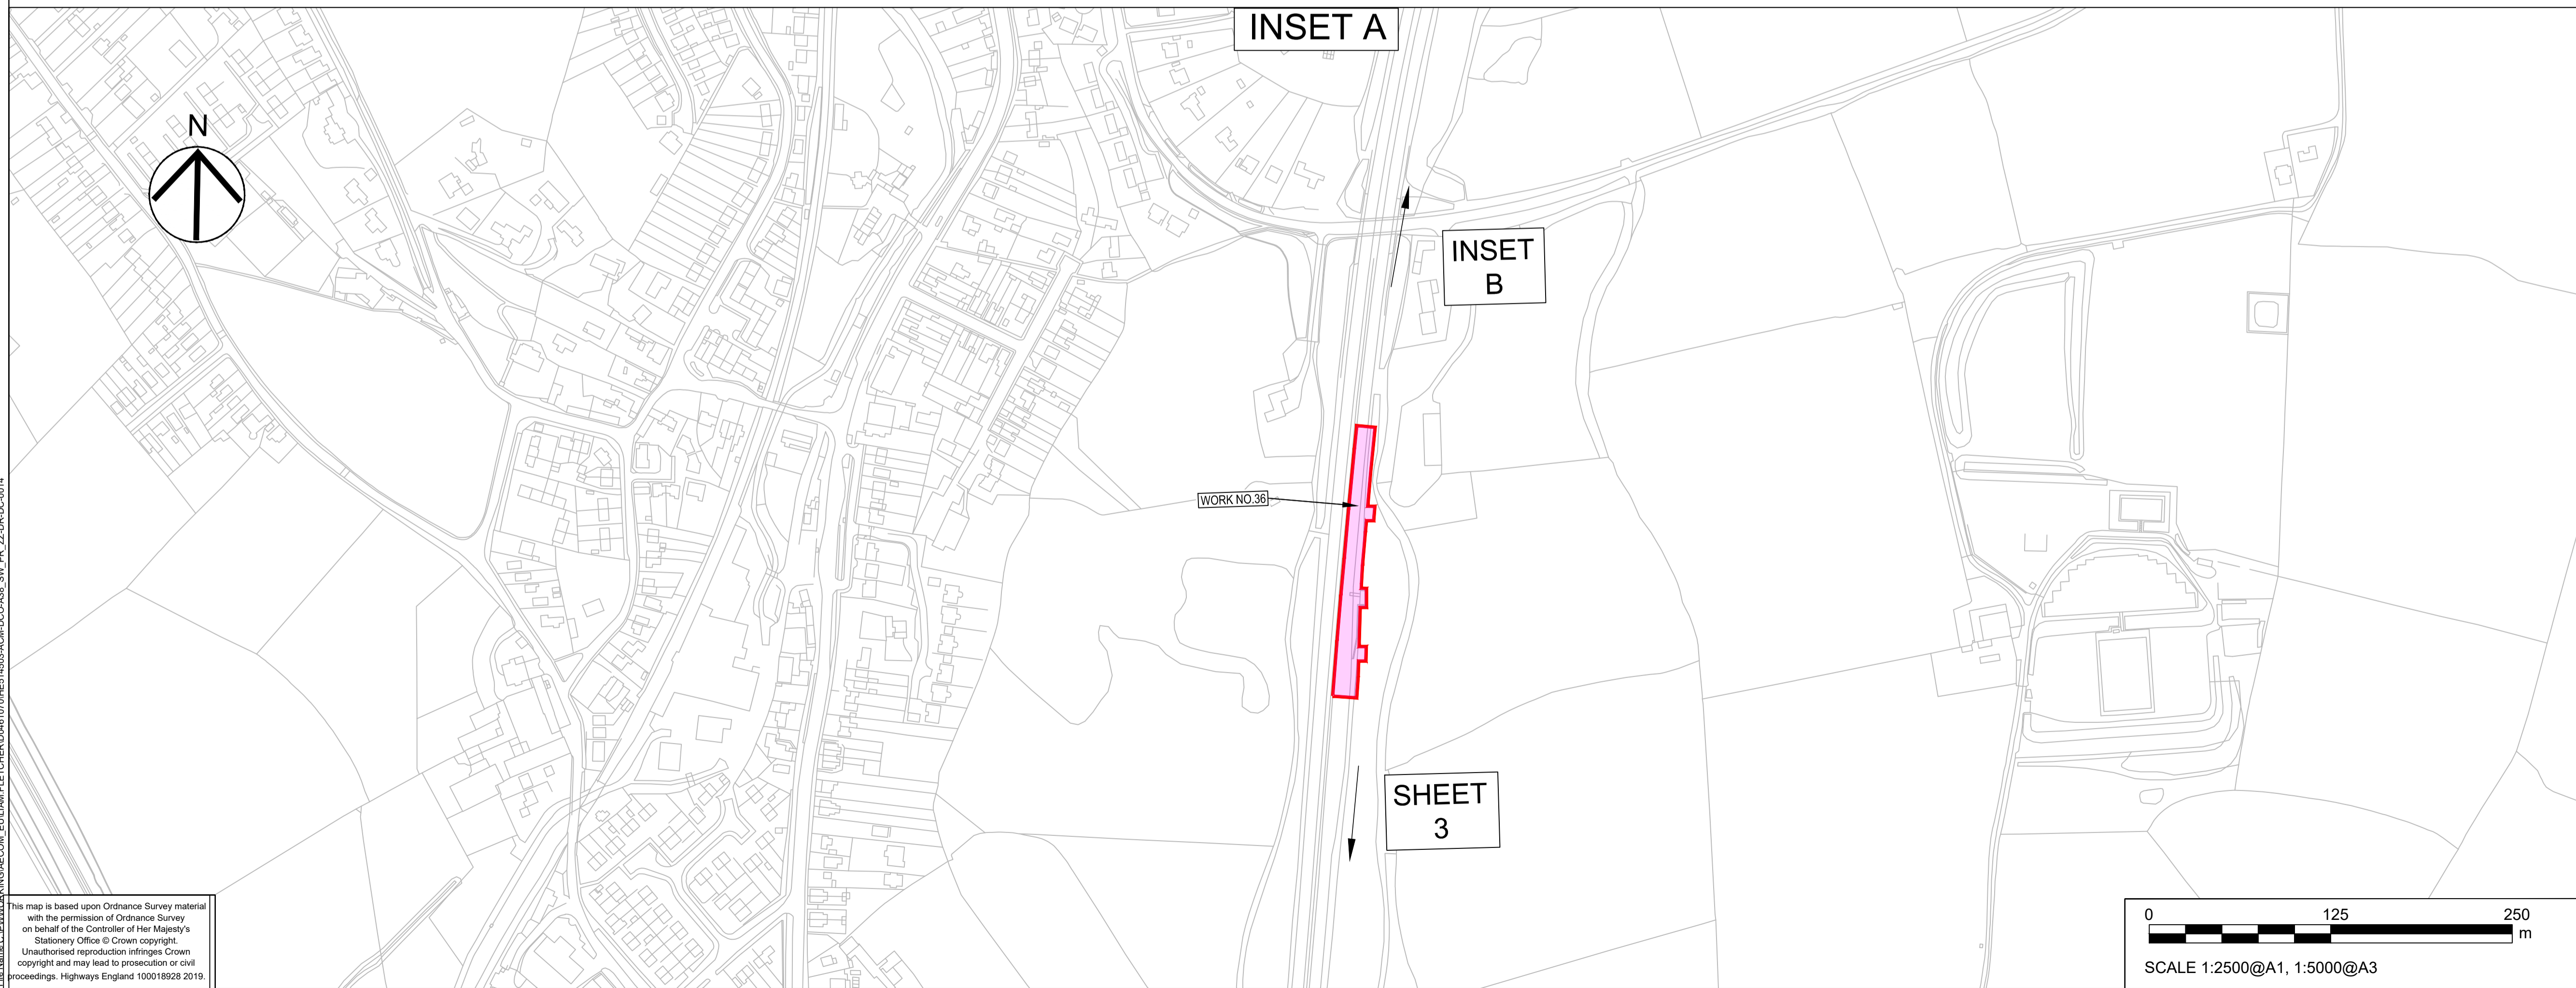 INSET A
N
INSET
B
WORK NO.36
SHEET
3
This map is based upon Ordnance Survey material
with the permission of Ordnance Survey
on behalf of the Controller of Her Majesty's
Stationery Office © Crown copyright.
Unauthorised reproduction infringes Crown
copyright and may lead to prosecution or civil
proceedings. Highways England 100018928 2019.
0 125 250
m
SCALE 1:2500@A1, 1:5000@A3